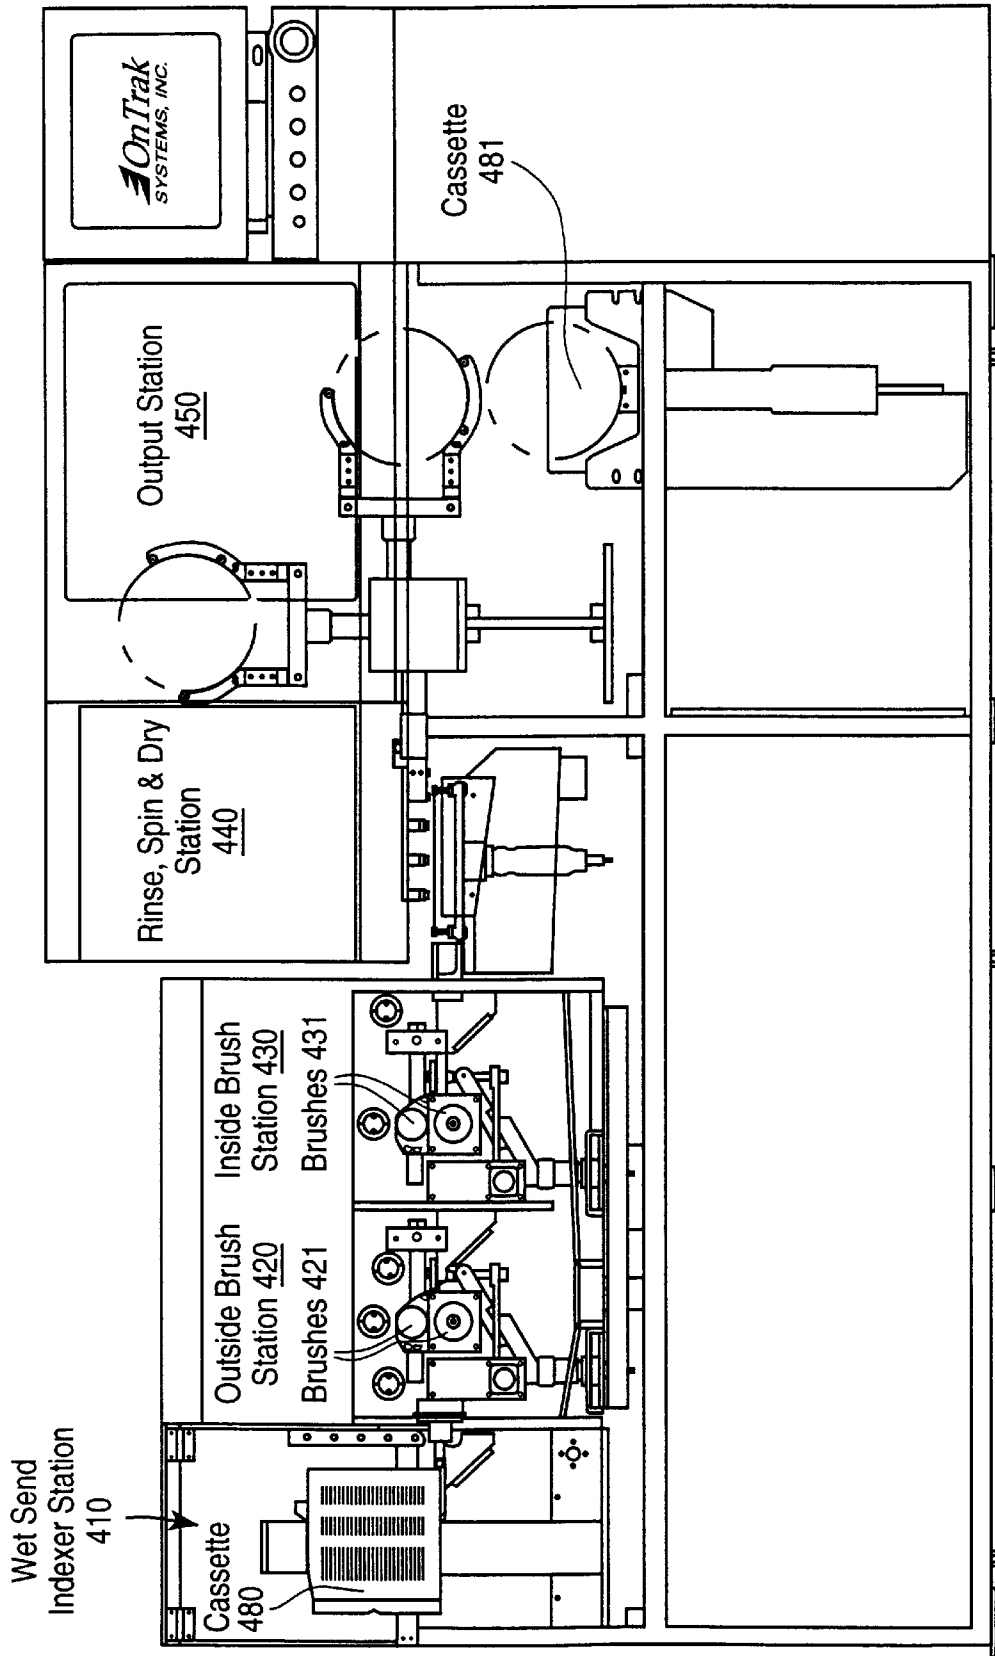 Wet Send
Indexer Station
410
Cassette
480
Outside Brush
Station 420
Brushes 421
Inside Brush
Station 430
Brushes 431
Rinse, Spin & Dry
Station
440
Output Station
450
OnTrak
SYSTEMS, INC.
Cassette
481